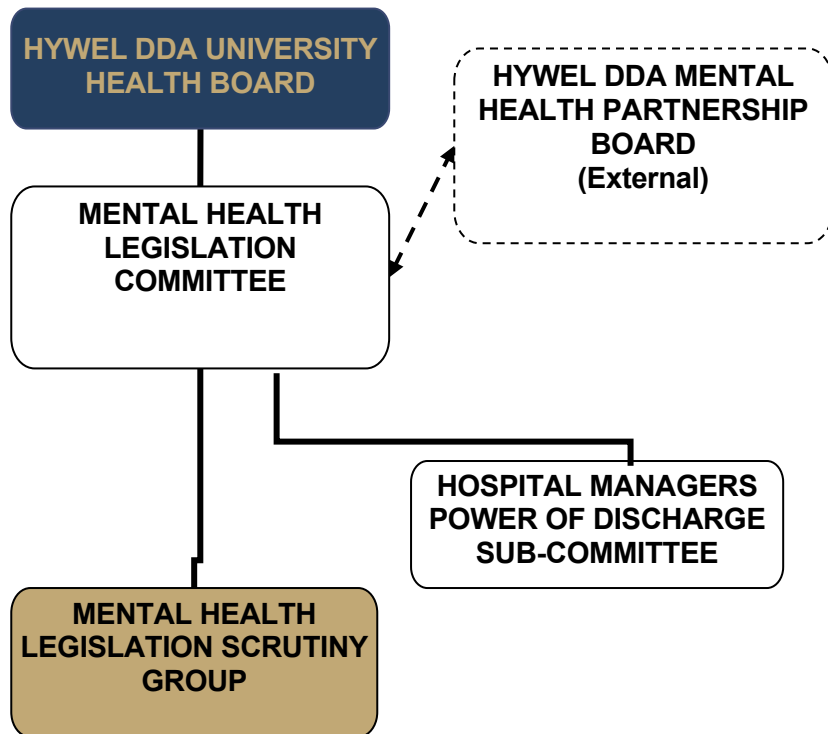 HYWEL DDA UNIVERSITY
HEALTH BOARD
HYWEL DDA MENTAL
HEALTH PARTNERSHIP
BOARD
(External)
MENTAL HEALTH
LEGISLATION
COMMITTEE
HOSPITAL MANAGERS
POWER OF DISCHARGE
SUB-COMMITTEE
MENTAL HEALTH
LEGISLATION SCRUTINY
GROUP